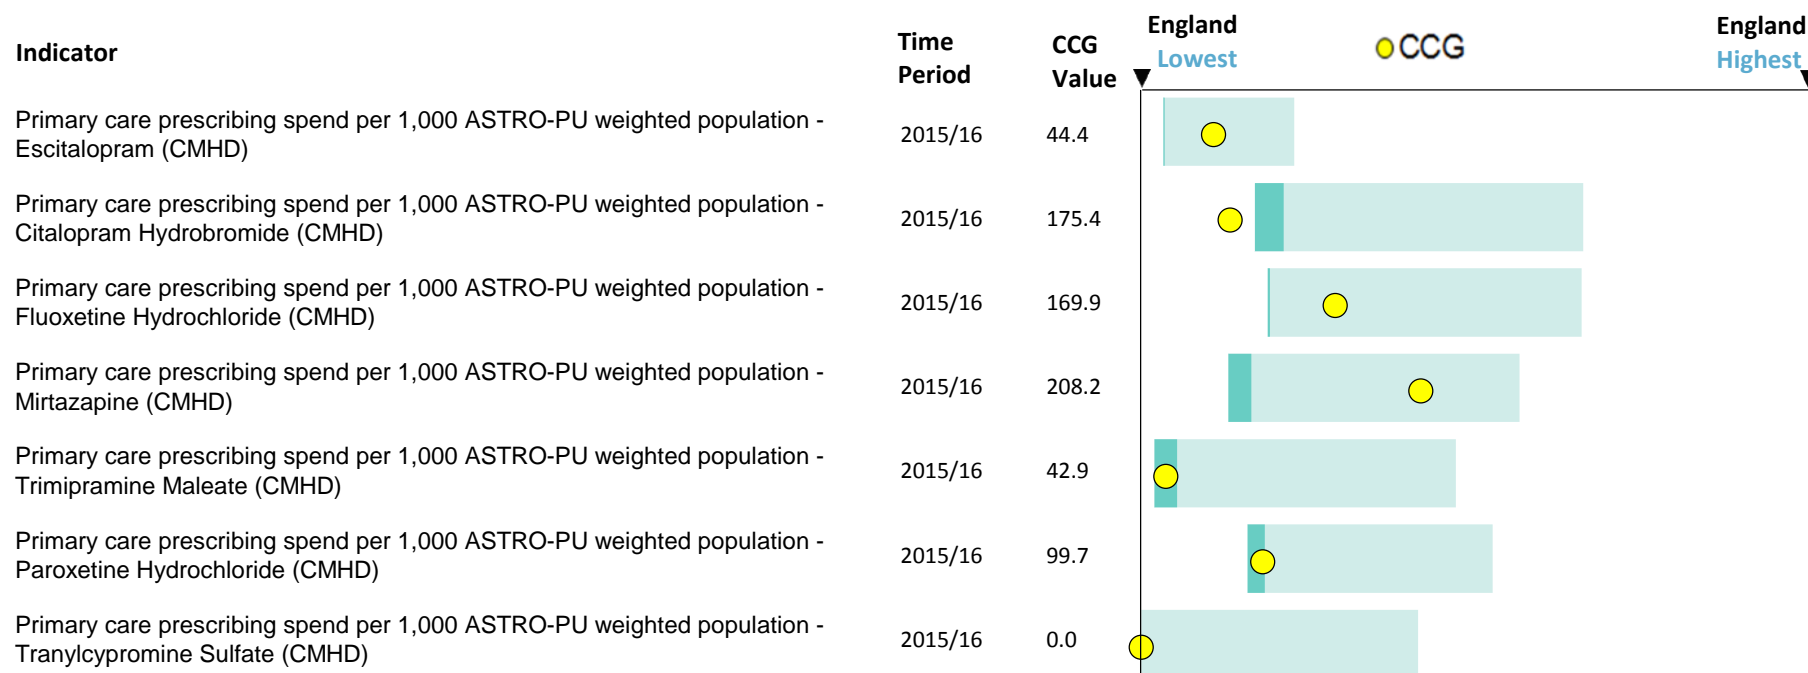 Indicator
Time Period
CCG Value
England Lowest
CCG
England Highest
Primary care prescribing spend per 1,000 ASTRO-PU weighted population -
Escitalopram (CMHD)
2015/16
44.4
Primary care prescribing spend per 1,000 ASTRO-PU weighted population -
Citalopram Hydrobromide (CMHD)
2015/16
175.4
Primary care prescribing spend per 1,000 ASTRO-PU weighted population -
Fluoxetine Hydrochloride (CMHD)
2015/16
169.9
Primary care prescribing spend per 1,000 ASTRO-PU weighted population -
Mirtazapine (CMHD)
2015/16
208.2
Primary care prescribing spend per 1,000 ASTRO-PU weighted population -
Trimipramine Maleate (CMHD)
2015/16
42.9
Primary care prescribing spend per 1,000 ASTRO-PU weighted population -
Paroxetine Hydrochloride (CMHD)
2015/16
99.7
Primary care prescribing spend per 1,000 ASTRO-PU weighted population -
Tranylcypromine Sulfate (CMHD)
2015/16
0.0